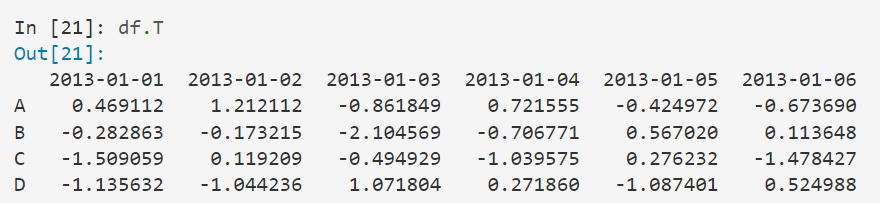 In [21]: df.T
Out[21]:
   2013-01-01  2013-01-02  2013-01-03  2013-01-04  2013-01-05  2013-01-06
A    0.469112    1.212112   -0.861849    0.721555   -0.424972   -0.673690
B   -0.282863   -0.173215   -2.104569   -0.706771    0.567020    0.113648
C   -1.509059    0.119209   -0.494929   -1.039575    0.276232   -1.478427
D   -1.135632   -1.044236    1.071804    0.271860   -1.087401    0.524988